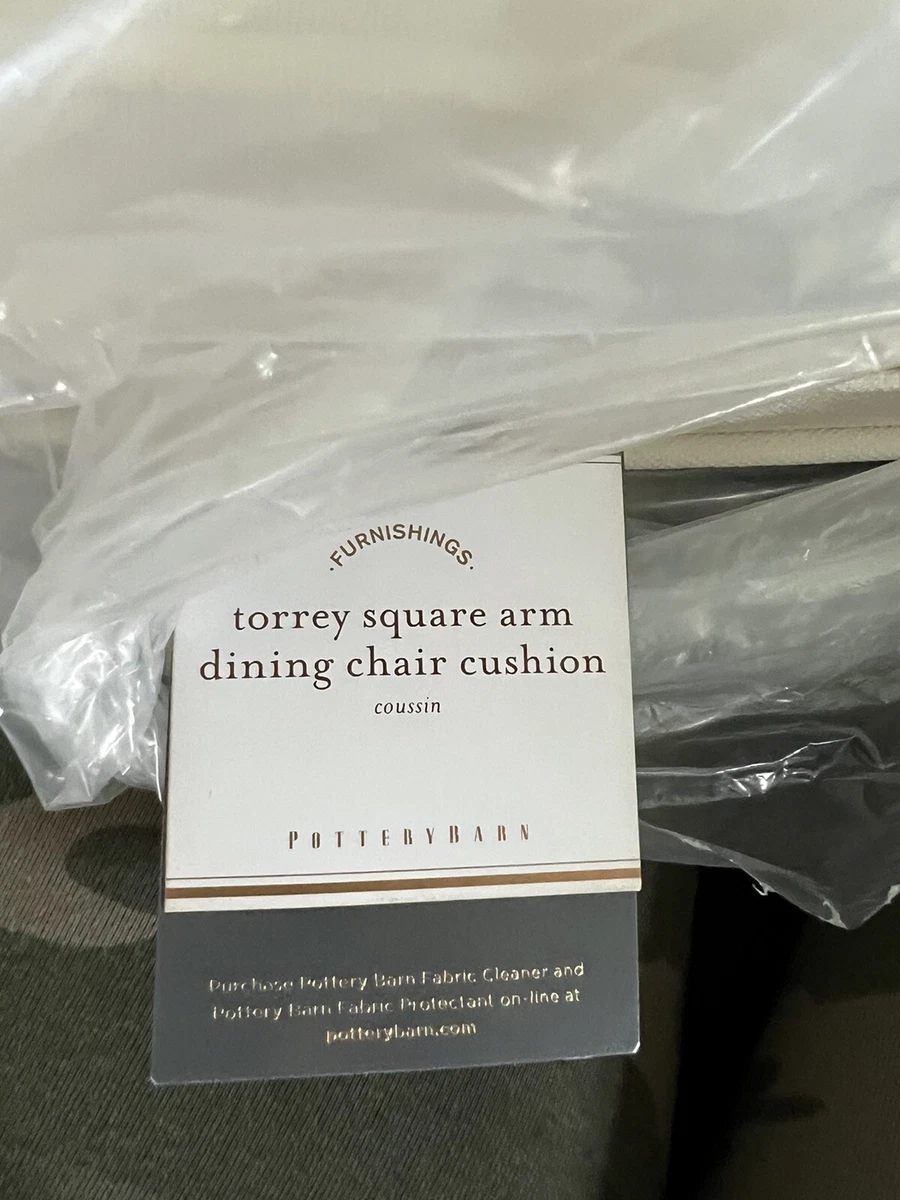 ·FURNISHINGS·
torrey square arm
dining chair cushion
coussin
POTTERYBARN
Purchase Pottery Barn Fabric Cleaner and
Pottery Barn Fabric Protectant on-line at
potterybarn.com